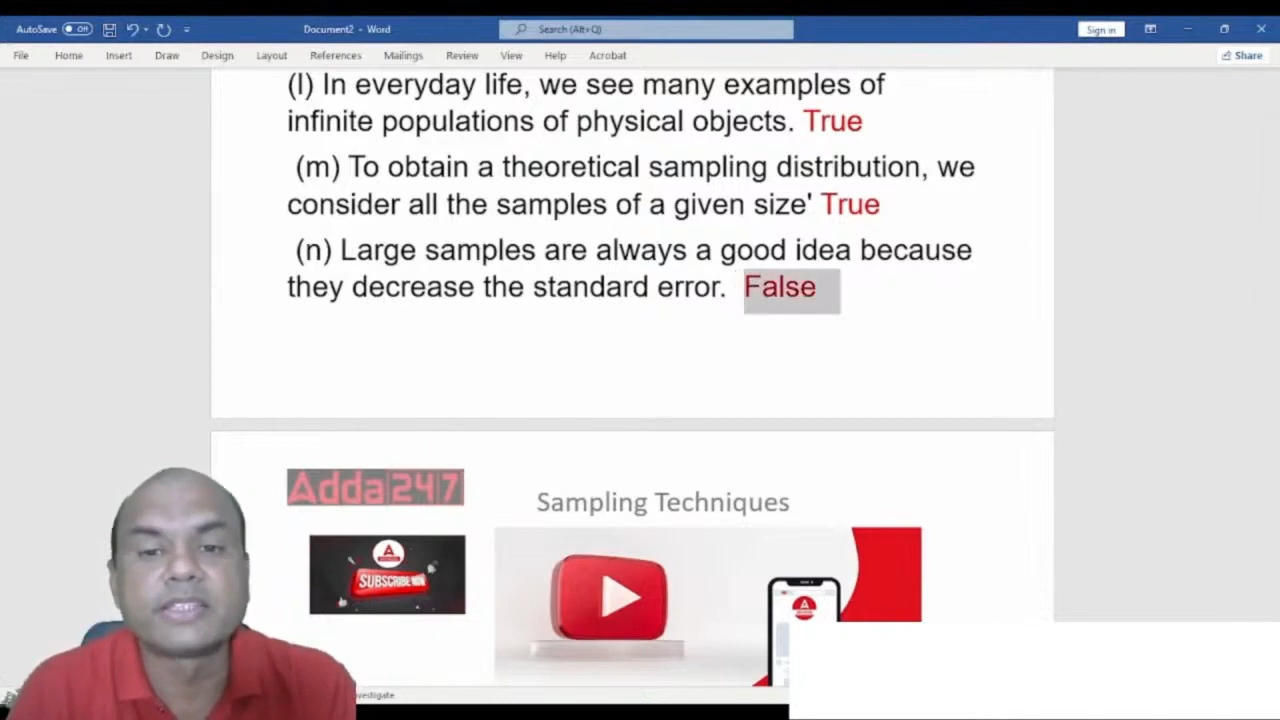 AutoSave Off Document2 - Word Search (Alt+Q) Sign in
File Home Insert Draw Design Layout References Mailings Review View Help Acrobat Share
(l) In everyday life, we see many examples of
infinite populations of physical objects. True
(m) To obtain a theoretical sampling distribution, we
consider all the samples of a given size' True
(n) Large samples are always a good idea because
they decrease the standard error. False
Adda247
Sampling Techniques
SUBSCRIBE NOW